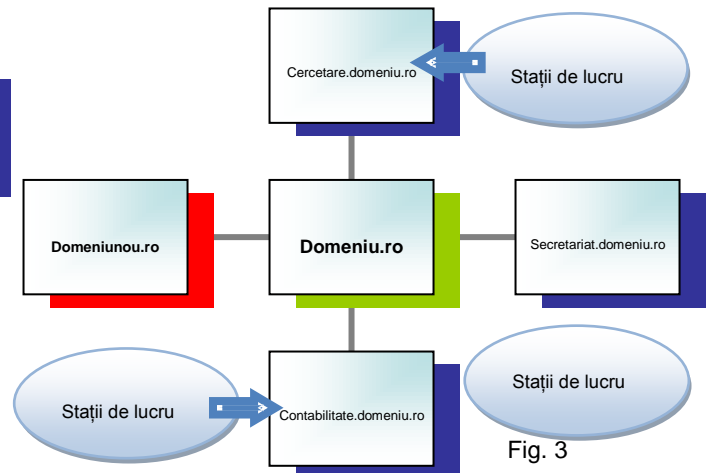 Cercetare.domeniu.ro
Stații de lucru
Domeniunou.ro
Domeniu.ro
Secretariat.domeniu.ro
Stații de lucru
Contabilitate.domeniu.ro
Stații de lucru
Fig. 3